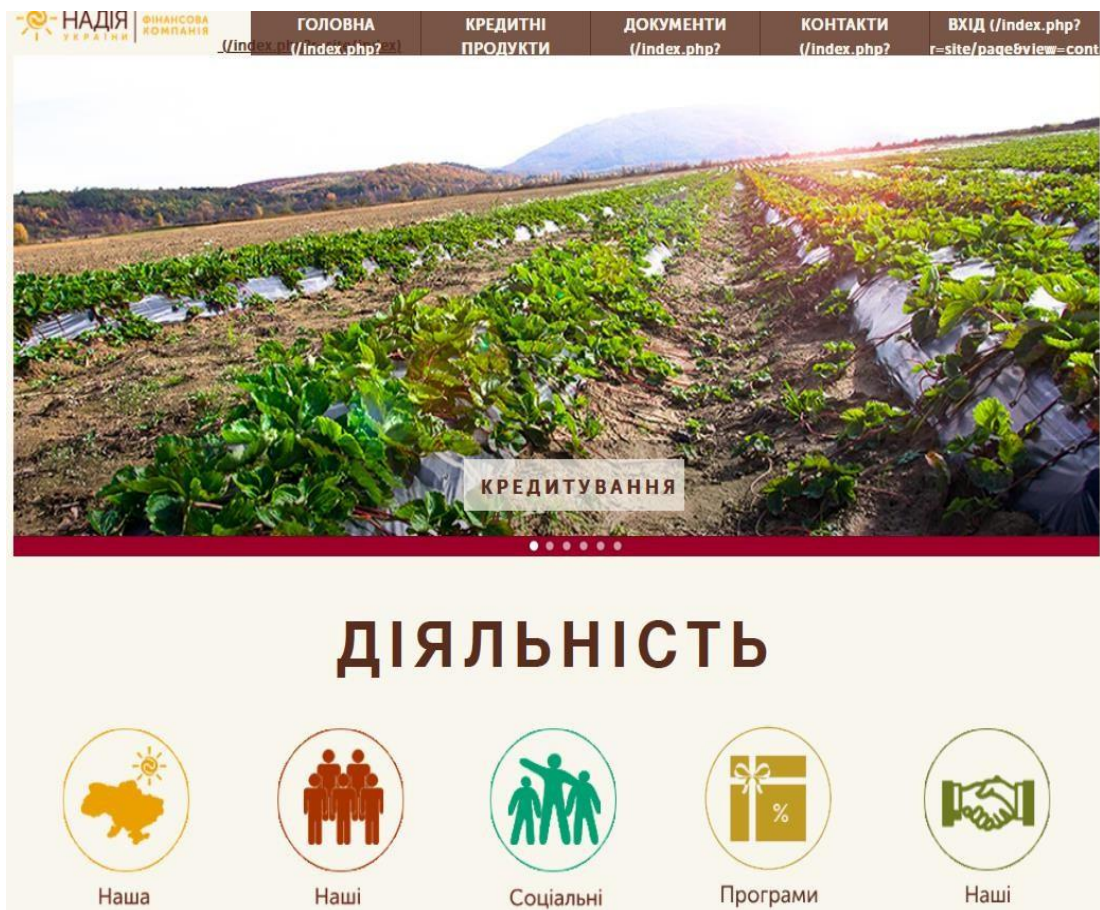 НАДІЯ
УКРАЇНИ
ФІНАНСОВА
КОМПАНІЯ
ГОЛОВНА
(/index.php?
КРЕДИТНІ
ПРОДУКТИ
ДОКУМЕНТИ
(/index.php?
КОНТАКТИ
(/index.php?
ВХІД (/index.php?
r=site/page&view=cont
КРЕДИТУВАННЯ
ДІЯЛЬНІСТЬ
%
Наша
Наші
Соціальні
Програми
Наші